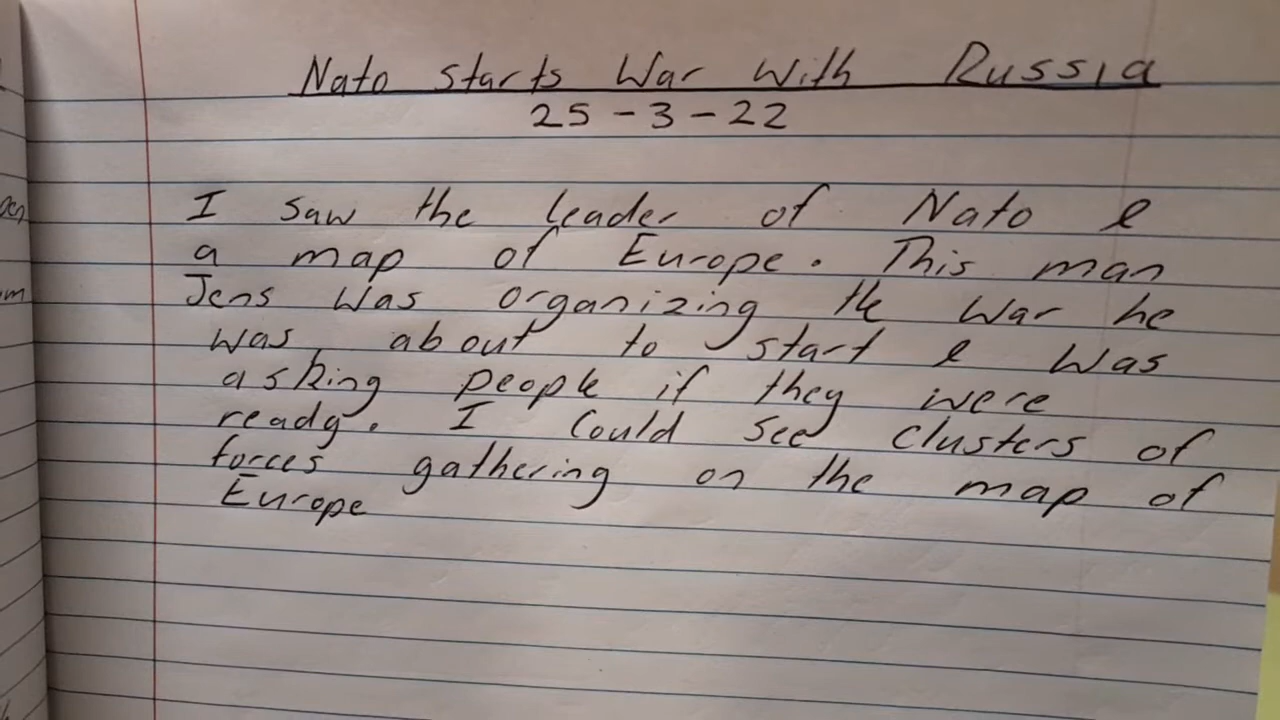 Nato starts War With Russia
25-3-22
I saw the leader of Nato &
a map of Europe. This man
Jens Was organizing the War he
was about to start & Was
asking people if they were
ready. I Could see clusters of
forces gathering on the map of
Europe